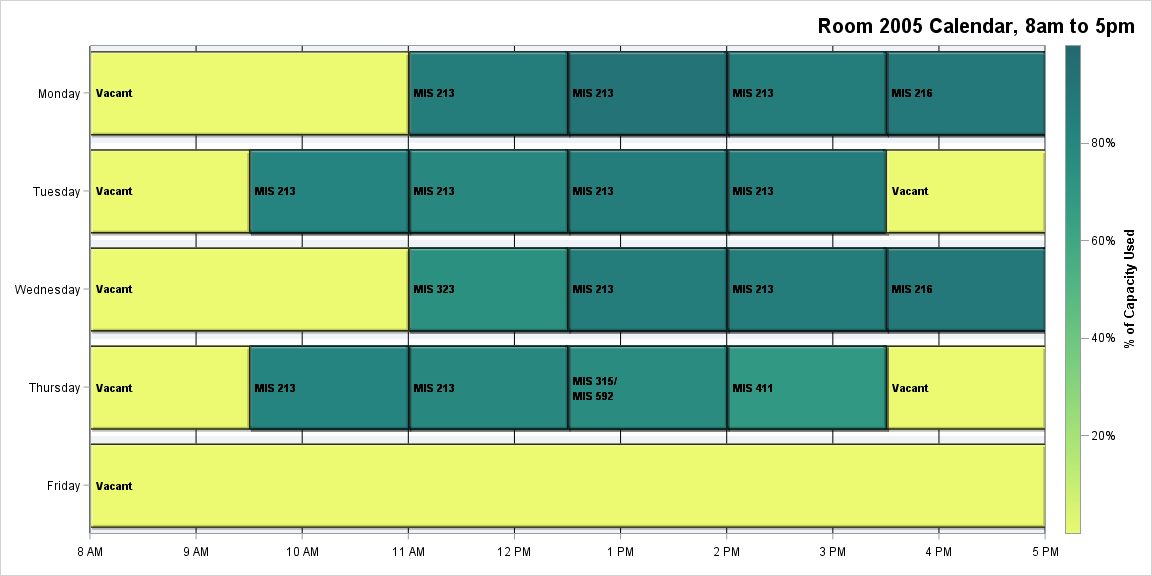 Room 2005 Calendar, 8am to 5pm
Monday
Vacant
MIS 213
MIS 213
MIS 213
MIS 216
Tuesday
Vacant
MIS 213
MIS 213
MIS 213
MIS 213
Vacant
Wednesday
Vacant
MIS 323
MIS 213
MIS 213
MIS 216
Thursday
Vacant
MIS 213
MIS 213
MIS 315/
MIS 592
MIS 411
Vacant
Friday
Vacant
8 AM
9 AM
10 AM
11 AM
12 PM
1 PM
2 PM
3 PM
4 PM
5 PM
80%
60%
40%
20%
% of Capacity Used